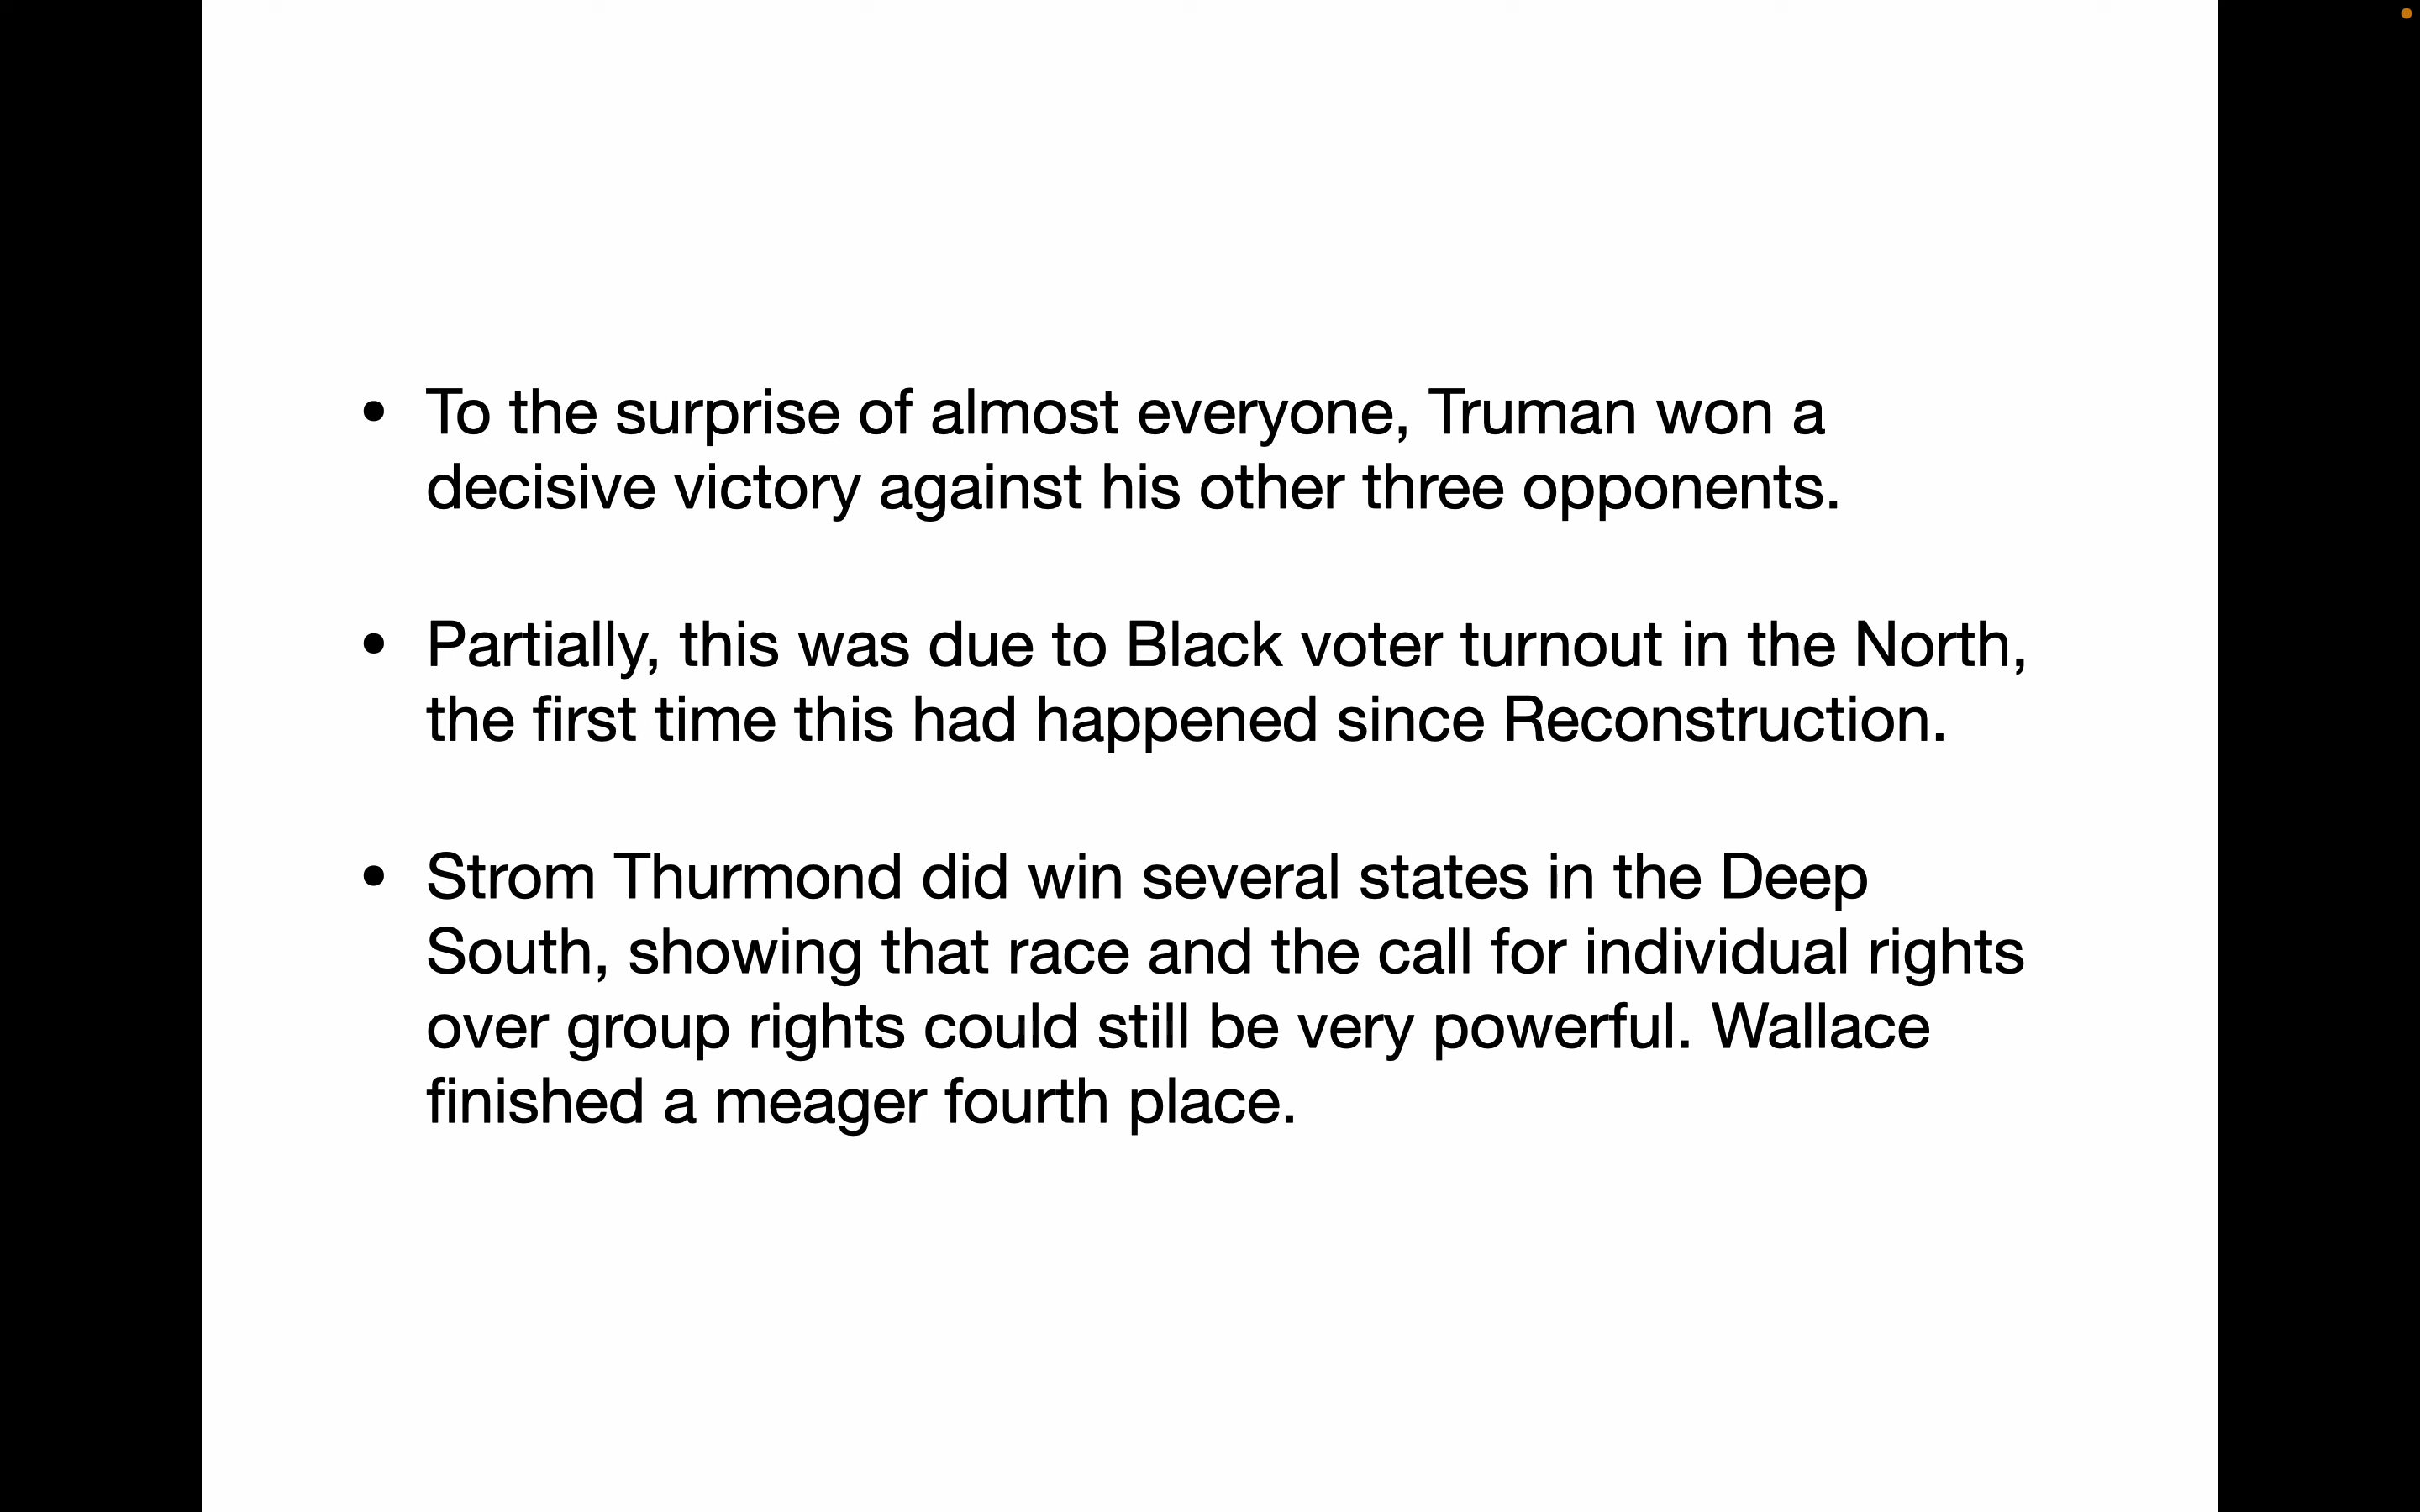 • To the surprise of almost everyone, Truman won a
decisive victory against his other three opponents.
• Partially, this was due to Black voter turnout in the North,
the first time this had happened since Reconstruction.
• Strom Thurmond did win several states in the Deep
South, showing that race and the call for individual rights
over group rights could still be very powerful. Wallace
finished a meager fourth place.